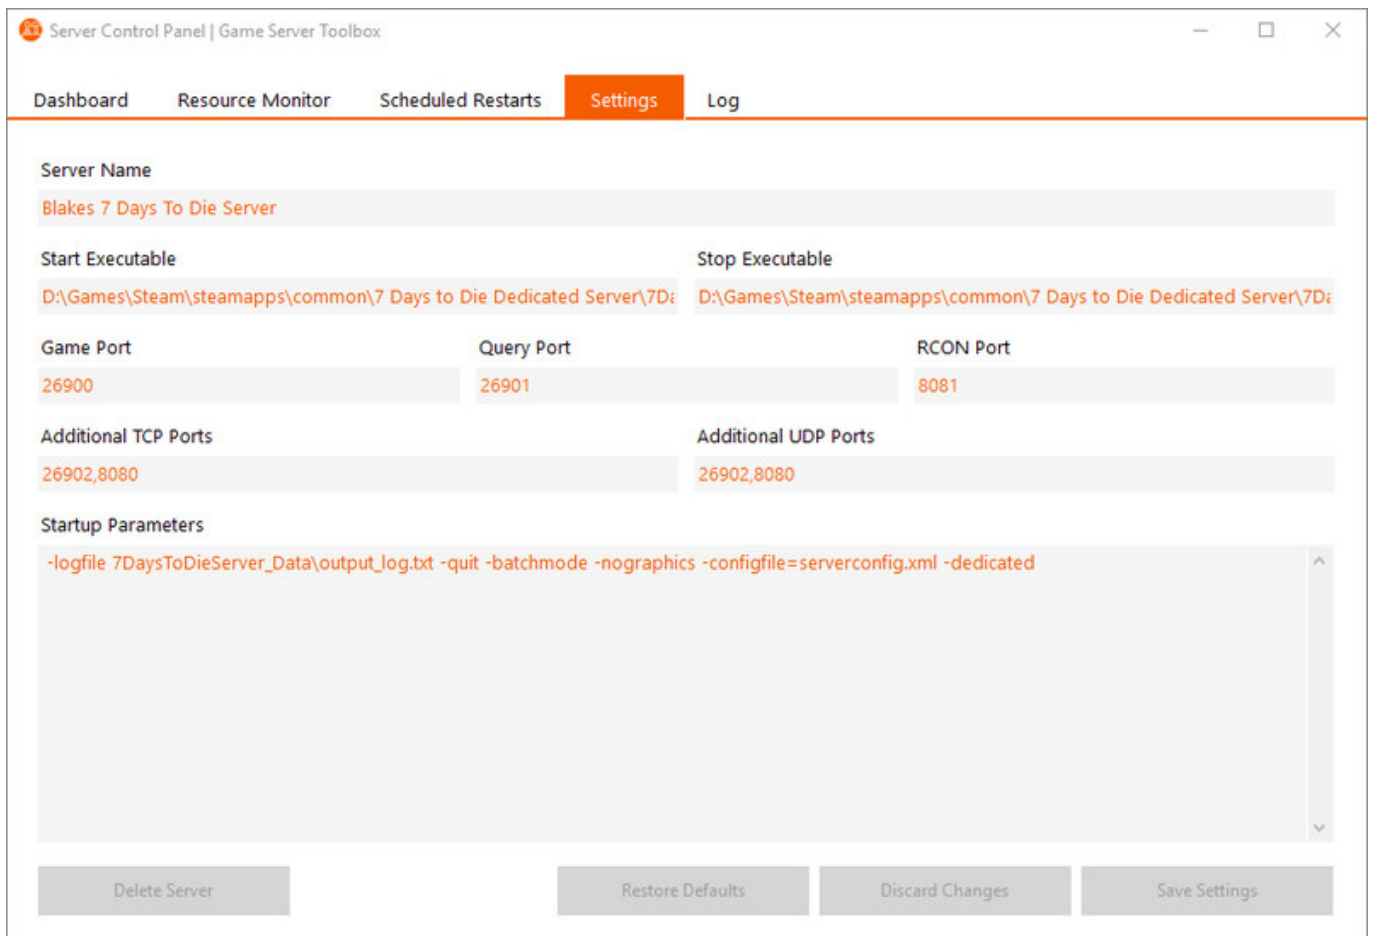 Server Control Panel | Game Server Toolbox
Dashboard Resource Monitor Scheduled Restarts Settings Log
Server Name
Blakes 7 Days To Die Server
Start Executable Stop Executable
D:\Games\Steam\steamapps\common\7 Days to Die Dedicated Server\7Da D:\Games\Steam\steamapps\common\7 Days to Die Dedicated Server\7Da
Game Port Query Port RCON Port
26900 26901 8081
Additional TCP Ports Additional UDP Ports
26902,8080 26902,8080
Startup Parameters
-logfile 7DaysToDieServer_Data\output_log.txt -quit -batchmode -nographics -configfile=serverconfig.xml -dedicated
Delete Server Restore Defaults Discard Changes Save Settings